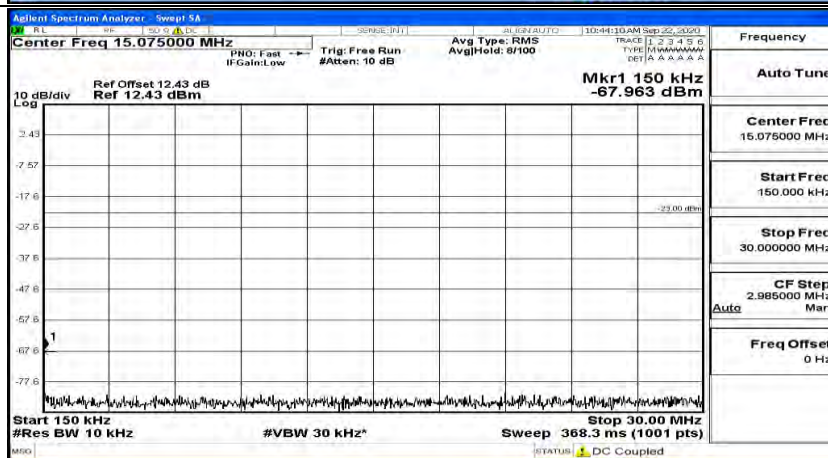 Agilent Spectrum Analyzer - Swept SA
RL RF 50 Ω DC SENSE:INT ALIGN AUTO 10:44:10 AM Sep 22, 2020
Center Freq 15.075000 MHz
PNO: Fast
IFGain:Low
Trig: Free Run
#Atten: 10 dB
Avg Type: RMS
Avg|Hold: 8/100
TRACE 1 2 3 4 5 6
TYPE M
DET A A A A A A
Frequency
Ref Offset 12.43 dB
10 dB/div Ref 12.43 dBm
Log
Mkr1 150 kHz
-67.963 dBm
2.43
-7.57
-17.6
-23.00 dBm
-27.6
-37.6
-47.6
-57.6
1
-67.6
-77.6
Start 150 kHz
Stop 30.00 MHz
#Res BW 10 kHz
#VBW 30 kHz*
Sweep 368.3 ms (1001 pts)
MSG
STATUS
DC Coupled
Auto Tune
Center Freq
15.075000 MHz
Start Freq
150.000 kHz
Stop Freq
30.000000 MHz
CF Step
2.985000 MHz
Auto Man
Freq Offset
0 Hz